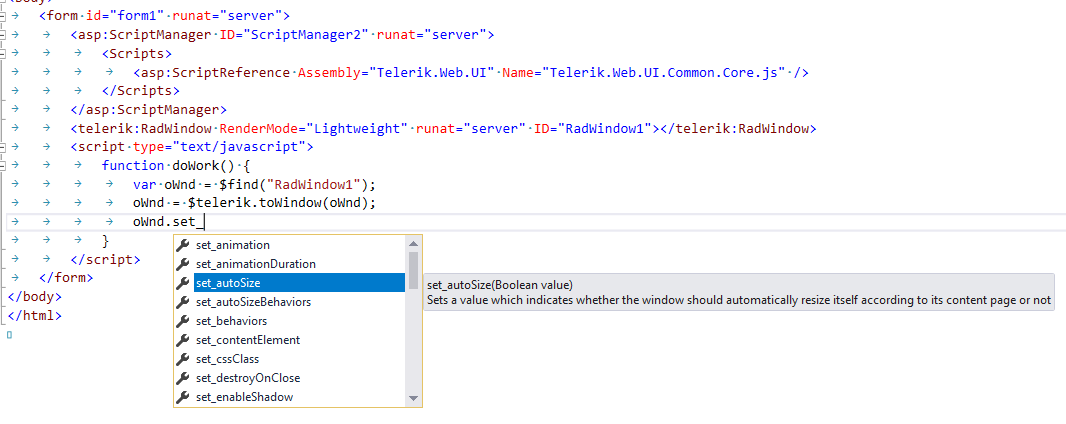 <body>
<form id="form1" runat="server">
<asp:ScriptManager ID="ScriptManager2" runat="server">
<Scripts>
<asp:ScriptReference Assembly="Telerik.Web.UI" Name="Telerik.Web.UI.Common.Core.js" />
</Scripts>
</asp:ScriptManager>
<telerik:RadWindow RenderMode="Lightweight" runat="server" ID="RadWindow1"></telerik:RadWindow>
<script type="text/javascript">
function doWork() {
var oWnd = $find("RadWindow1");
oWnd = $telerik.toWindow(oWnd);
oWnd.set_
}
</script>
</form>
</body>
</html>
set_animation
set_animationDuration
set_autoSize
set_autoSizeBehaviors
set_behaviors
set_contentElement
set_cssClass
set_destroyOnClose
set_enableShadow
set_autoSize(Boolean value)
Sets a value which indicates whether the window should automatically resize itself according to its content page or not